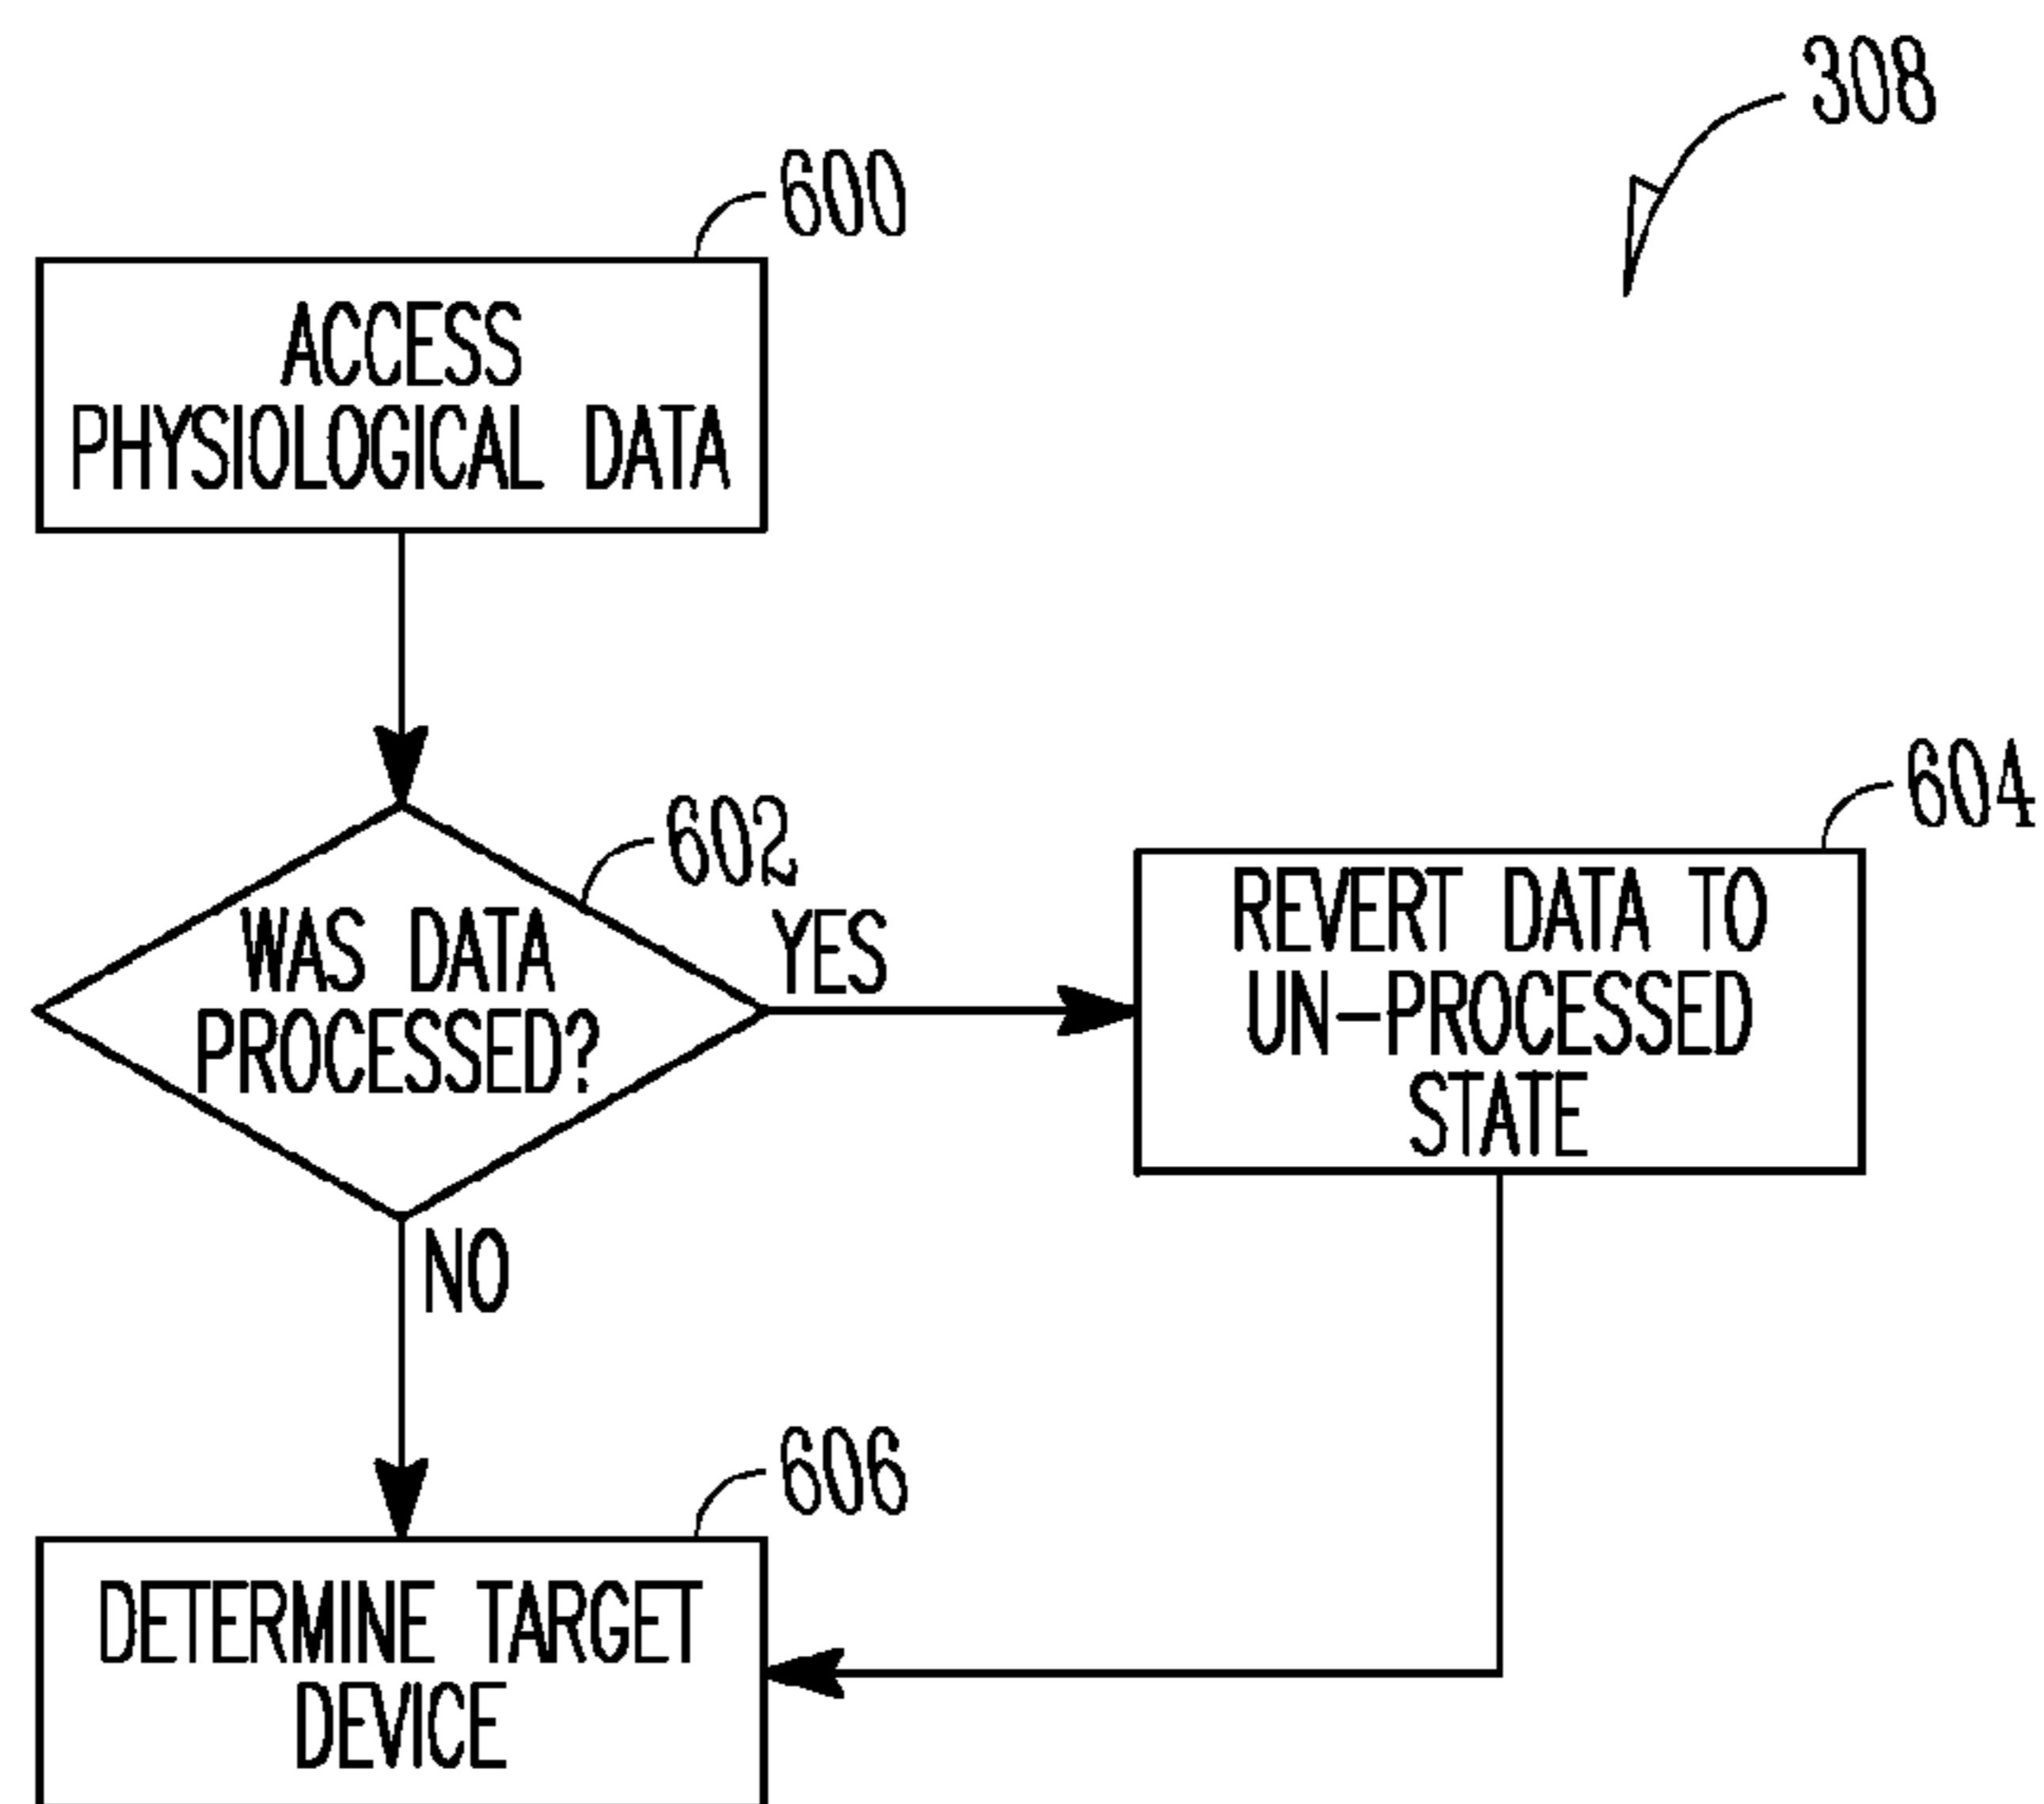 308
600
ACCESS
PHYSIOLOGICAL DATA
602
WAS DATA
PROCESSED?
YES
604
REVERT DATA TO
UN-PROCESSED
STATE
NO
606
DETERMINE TARGET
DEVICE